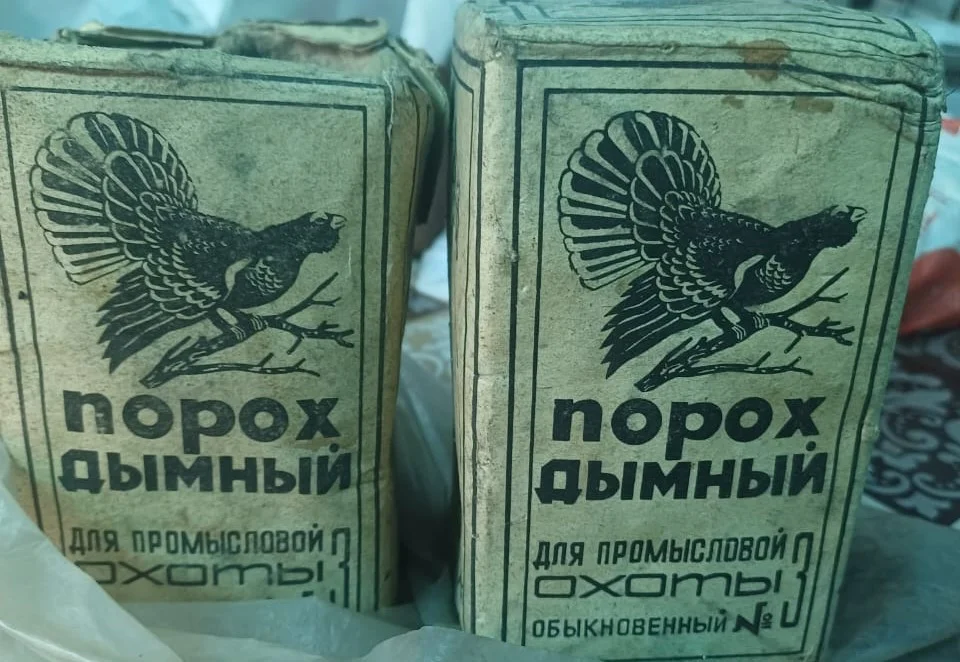 порох
дымный
для промысловой
охоты
порох
дымный
для промысловой
охоты
обыкновенный №3